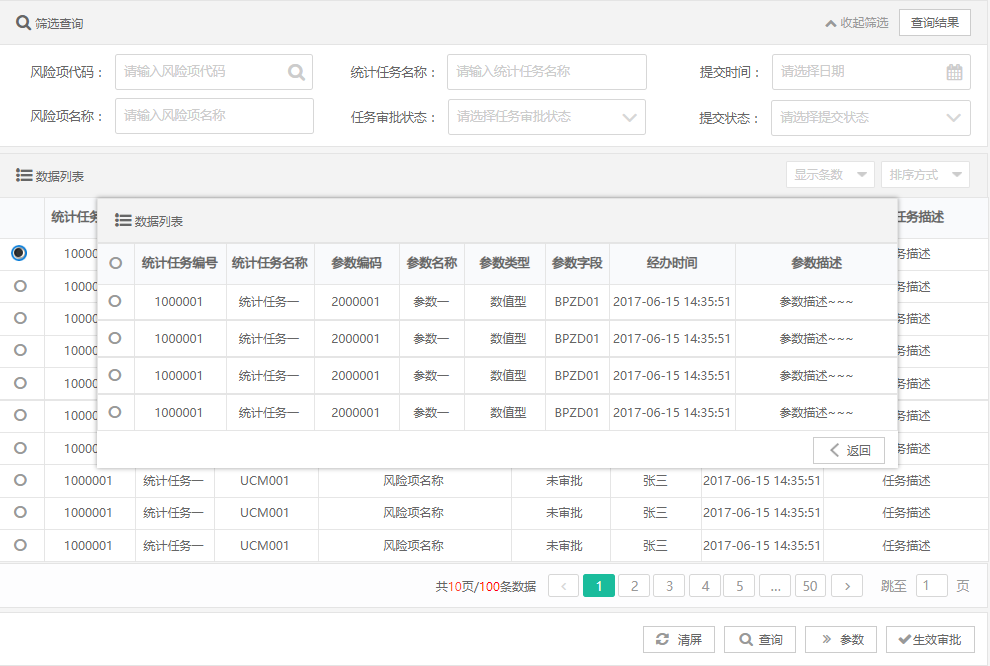 筛选查询 收起筛选 查询结果
风险项代码： 请输入风险项代码 统计任务名称： 请输入统计任务名称 提交时间： 请选择日期
风险项名称： 请输入风险项名称 任务审批状态： 请选择任务审批状态 提交状态： 请选择提交状态
数据列表 显示条数 排序方式
统计任务 任务描述
1000 务描述
1000 务描述
1000 务描述
1000 务描述
1000 务描述
1000 务描述
1000 务描述
数据列表
统计任务编号 统计任务名称 参数编码 参数名称 参数类型 参数字段 经办时间 参数描述
1000001 统计任务一 2000001 参数一 数值型 BPZD01 2017-06-15 14:35:51 参数描述~~~
1000001 统计任务一 2000001 参数一 数值型 BPZD01 2017-06-15 14:35:51 参数描述~~~
1000001 统计任务一 2000001 参数一 数值型 BPZD01 2017-06-15 14:35:51 参数描述~~~
1000001 统计任务一 2000001 参数一 数值型 BPZD01 2017-06-15 14:35:51 参数描述~~~
返回
1000001 统计任务一 UCM001 风险项名称 未审批 张三 2017-06-15 14:35:51 任务描述
1000001 统计任务一 UCM001 风险项名称 未审批 张三 2017-06-15 14:35:51 任务描述
1000001 统计任务一 UCM001 风险项名称 未审批 张三 2017-06-15 14:35:51 任务描述
共10页/100条数据 < 1 2 3 4 5 ... 50 > 跳至 1 页
清屏 查询 参数 生效审批